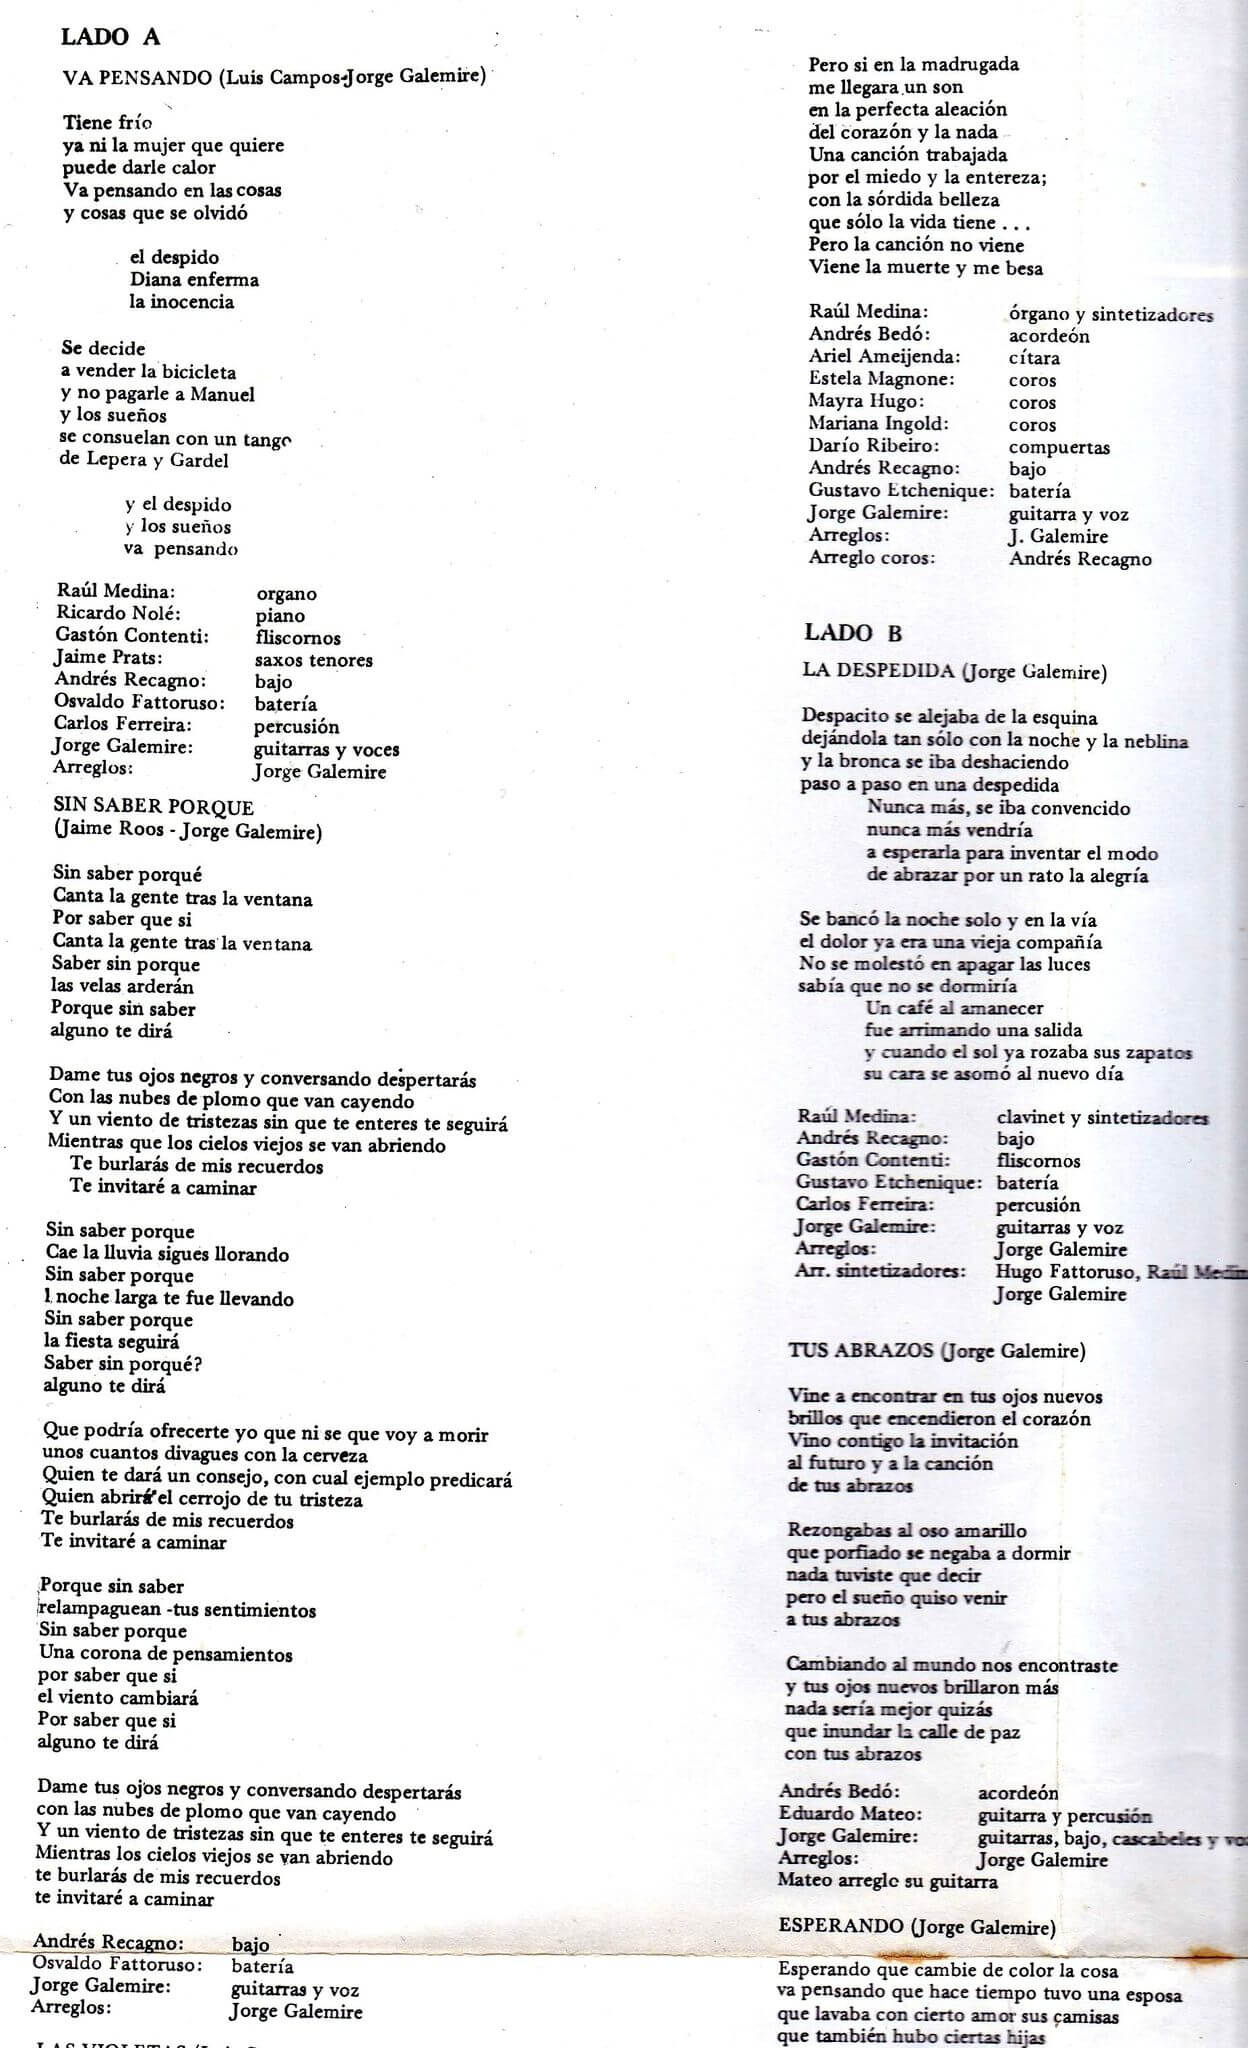 LADO A
VA PENSANDO (Luis Campos-Jorge Galemire)
Tiene frío
ya ni la mujer que quiere
puede darle calor
Va pensando en las cosas
y cosas que se olvidó
el despido
Diana enferma
la inocencia
Se decide
a vender la bicicleta
y no pagarle a Manuel
y los sueños
se consuelan con un tango
de Lepera y Gardel
y el despido
y los sueños
va pensando
Raúl Medina: organo
Ricardo Nolé: piano
Gastón Contenti: fliscornos
Jaime Prats: saxos tenores
Andrés Recagno: bajo
Osvaldo Fattoruso: batería
Carlos Ferreira: percusión
Jorge Galemire: guitarras y voces
Arreglos: Jorge Galemire
SIN SABER PORQUE
(Jaime Roos - Jorge Galemire)
Sin saber porqué
Canta la gente tras la ventana
Por saber que si
Canta la gente tras la ventana
Saber sin porque
las velas arderán
Porque sin saber
alguno te dirá
Dame tus ojos negros y conversando despertarás
Con las nubes de plomo que van cayendo
Y un viento de tristezas sin que te enteres te seguirá
Mientras que los cielos viejos se van abriendo
Te burlarás de mis recuerdos
Te invitaré a caminar
Sin saber porque
Cae la lluvia sigues llorando
Sin saber porque
l noche larga te fue llevando
Sin saber porque
la fiesta seguirá
Saber sin porqué?
alguno te dirá
Que podría ofrecerte yo que ni se que voy a morir
unos cuantos divagues con la cerveza
Quien te dará un consejo, con cual ejemplo predicará
Quien abrirá el cerrojo de tu tristeza
Te burlarás de mis recuerdos
Te invitaré a caminar
Porque sin saber
relampaguean -tus sentimientos
Sin saber porque
Una corona de pensamientos
por saber que si
el viento cambiará
Por saber que si
alguno te dirá
Dame tus ojos negros y conversando despertarás
con las nubes de plomo que van cayendo
Y un viento de tristezas sin que te enteres te seguirá
Mientras los cielos viejos se van abriendo
te burlarás de mis recuerdos
te invitaré a caminar
Andrés Recagno: bajo
Osvaldo Fattoruso: batería
Jorge Galemire: guitarras y voz
Arreglos: Jorge Galemire
LAS VIOLETAS
Pero si en la madrugada
me llegara un son
en la perfecta aleación
del corazón y la nada
Una canción trabajada
por el miedo y la entereza;
con la sórdida belleza
que sólo la vida tiene . . .
Pero la canción no viene
Viene la muerte y me besa
Raúl Medina: órgano y sintetizadores
Andrés Bedó: acordeón
Ariel Ameijenda: cítara
Estela Magnone: coros
Mayra Hugo: coros
Mariana Ingold: coros
Darío Ribeiro: compuertas
Andrés Recagno: bajo
Gustavo Etchenique: batería
Jorge Galemire: guitarra y voz
Arreglos: J. Galemire
Arreglo coros: Andrés Recagno
LADO B
LA DESPEDIDA (Jorge Galemire)
Despacito se alejaba de la esquina
dejándola tan sólo con la noche y la neblina
y la bronca se iba deshaciendo
paso a paso en una despedida
Nunca más, se iba convencido
nunca más vendría
a esperarla para inventar el modo
de abrazar por un rato la alegría
Se bancó la noche solo y en la vía
el dolor ya era una vieja compañía
No se molestó en apagar las luces
sabía que no se dormiría
Un café al amanecer
fue arrimando una salida
y cuando el sol ya rozaba sus zapatos
su cara se asomó al nuevo día
Raúl Medina: clavinet y sintetizadores
Andrés Recagno: bajo
Gastón Contenti: fliscornos
Gustavo Etchenique: batería
Carlos Ferreira: percusión
Jorge Galemire: guitarras y voz
Arreglos: Jorge Galemire
Arr. sintetizadores: Hugo Fattoruso, Raúl Medin
Jorge Galemire
TUS ABRAZOS (Jorge Galemire)
Vine a encontrar en tus ojos nuevos
brillos que encendieron el corazón
Vino contigo la invitación
al futuro y a la canción
de tus abrazos
Rezongabas al oso amarillo
que porfiado se negaba a dormir
nada tuviste que decir
pero el sueño quiso venir
a tus abrazos
Cambiando al mundo nos encontraste
y tus ojos nuevos brillaron más
nada sería mejor quizás
que inundar la calle de paz
con tus abrazos
Andrés Bedó: acordeón
Eduardo Mateo: guitarra y percusión
Jorge Galemire: guitarras, bajo, cascabeles y vo
Arreglos: Jorge Galemire
Mateo arreglo su guitarra
ESPERANDO (Jorge Galemire)
Esperando que cambie de color la cosa
va pensando que hace tiempo tuvo una esposa
que lavaba con cierto amor sus camisas
que también hubo ciertas hijas